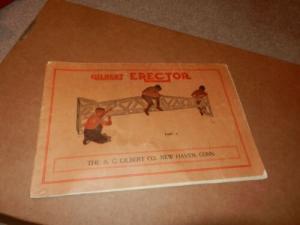 GILBERT ERECTOR
THE A. C. GILBERT CO. NEW HAVEN, CONN.